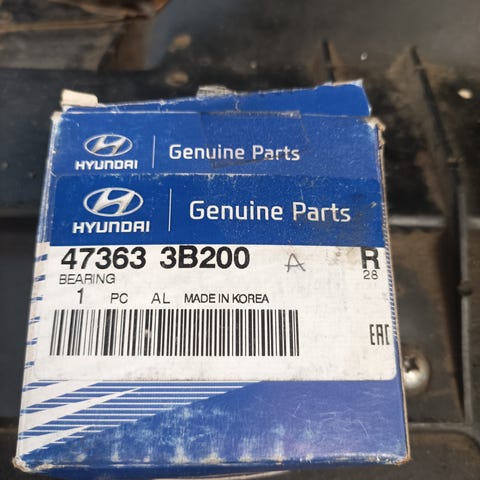 HYUNDAI Genuine Parts
HYUNDAI Genuine Parts
47363 3B200 A R
BEARING 28
1 PC AL MADE IN KOREA
EAC